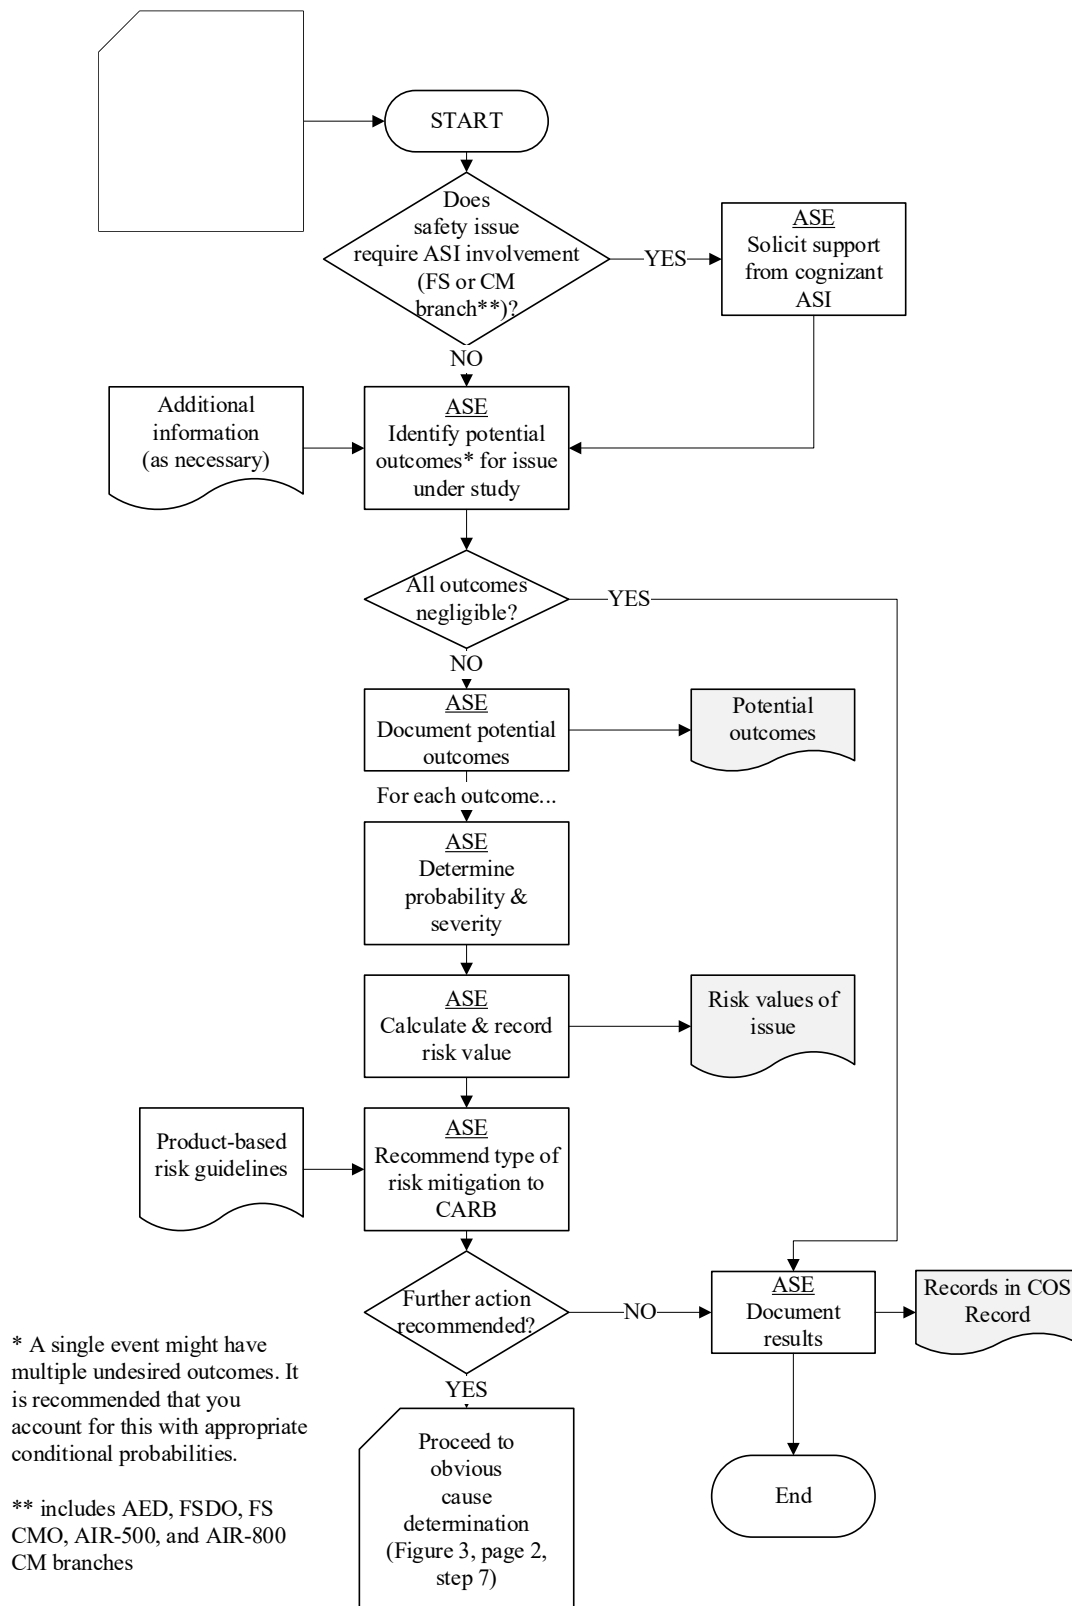 START
Does
safety issue
require ASI involvement
(FS or CM
branch**)?
YES
ASE
Solicit support
from cognizant
ASI
NO
Additional
information
(as necessary)
ASE
Identify potential
outcomes* for issue
under study
All outcomes
negligible?
YES
NO
ASE
Document potential
outcomes
Potential
outcomes
For each outcome...
ASE
Determine
probability &
severity
ASE
Calculate & record
risk value
Risk values of
issue
Product-based
risk guidelines
ASE
Recommend type of
risk mitigation to
CARB
Further action
recommended?
NO
ASE
Document
results
Records in COS
Record
YES
Proceed to
obvious
cause
determination
(Figure 3, page 2,
step 7)
End
* A single event might have
multiple undesired outcomes. It
is recommended that you
account for this with appropriate
conditional probabilities.
** includes AED, FSDO, FS
CMO, AIR-500, and AIR-800
CM branches